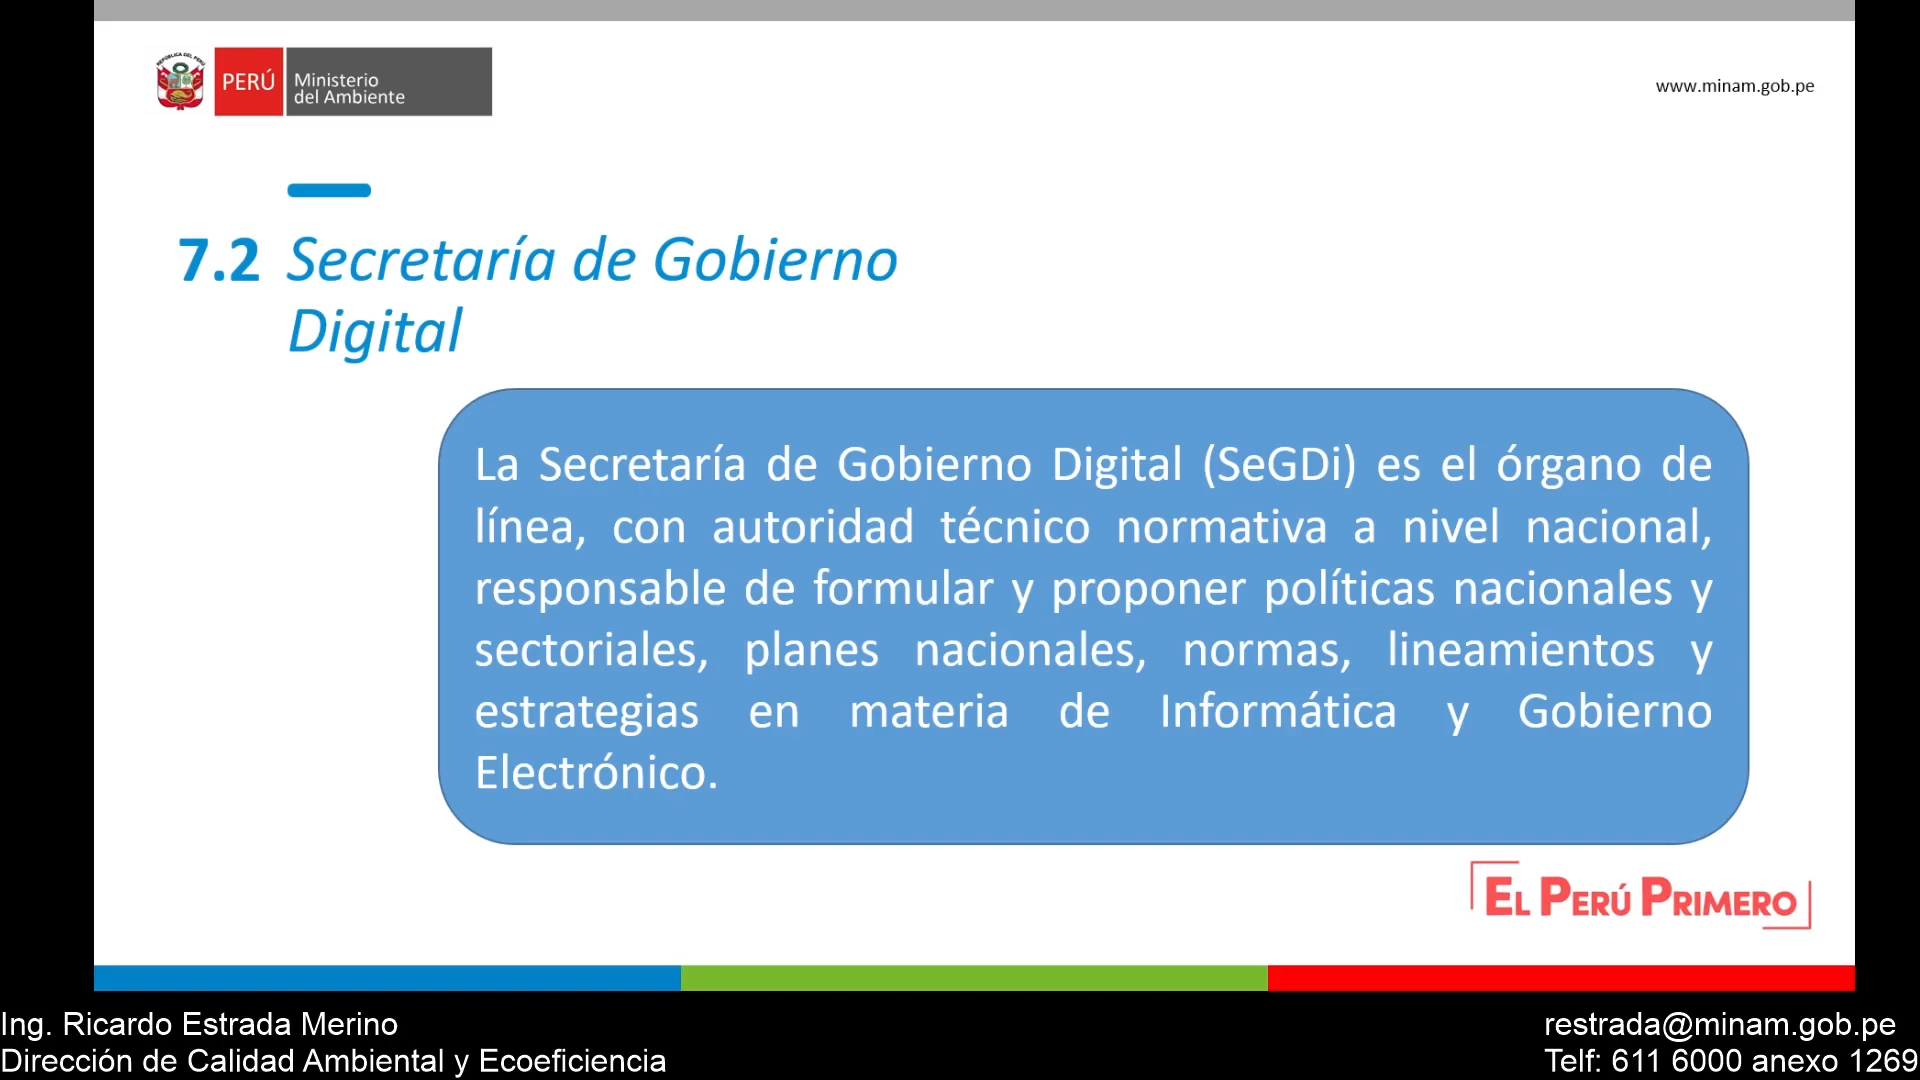 REPÚBLICA DEL PERÚ
PERÚ
Ministerio
del Ambiente
www.minam.gob.pe
7.2 Secretaría de Gobierno
Digital
La Secretaría de Gobierno Digital (SeGDi) es el órgano de
línea, con autoridad técnico normativa a nivel nacional,
responsable de formular y proponer políticas nacionales y
sectoriales, planes nacionales, normas, lineamientos y
estrategias en materia de Informática y Gobierno
Electrónico.
EL PERÚ PRIMERO
Ing. Ricardo Estrada Merino
Dirección de Calidad Ambiental y Ecoeficiencia
restrada@minam.gob.pe
Telf: 611 6000 anexo 1269